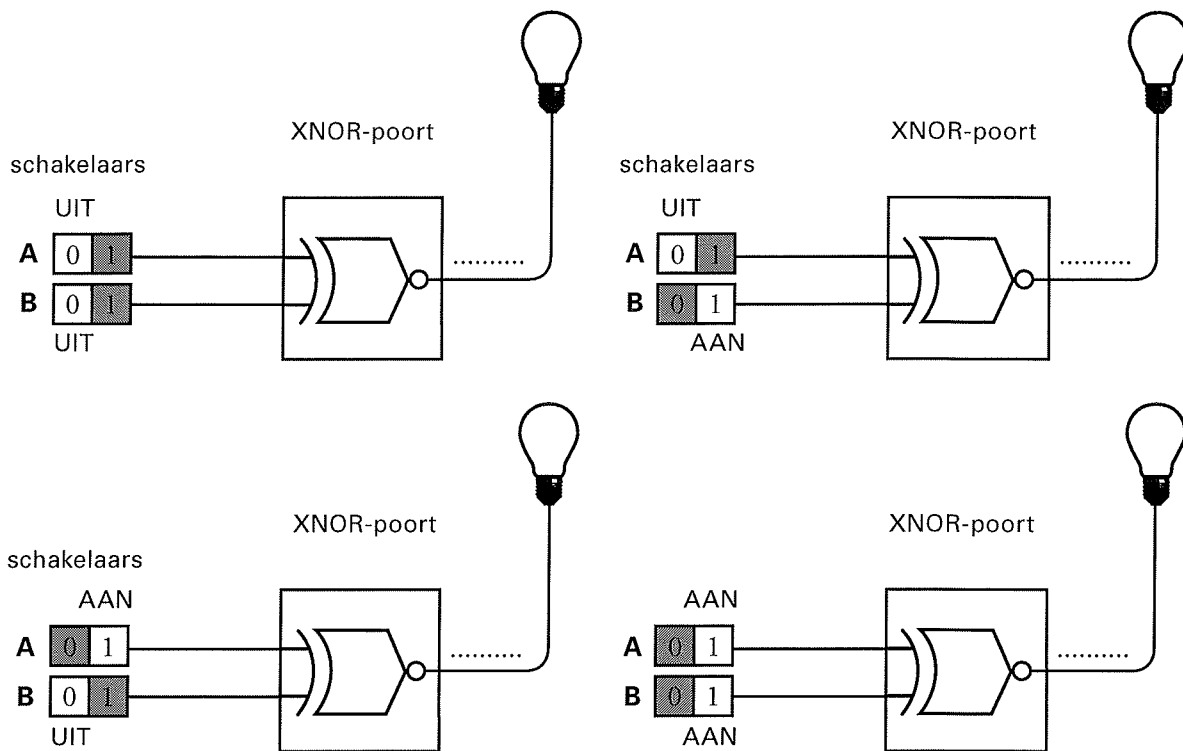 XNOR-poort
schakelaars
UIT
A 0 1 ..........
B 0 1
UIT
XNOR-poort
schakelaars
UIT
A 0 1 ..........
B 0 1
AAN
XNOR-poort
schakelaars
AAN
A 0 1 ..........
B 0 1
UIT
XNOR-poort
AAN
A 0 1 ..........
B 0 1
AAN